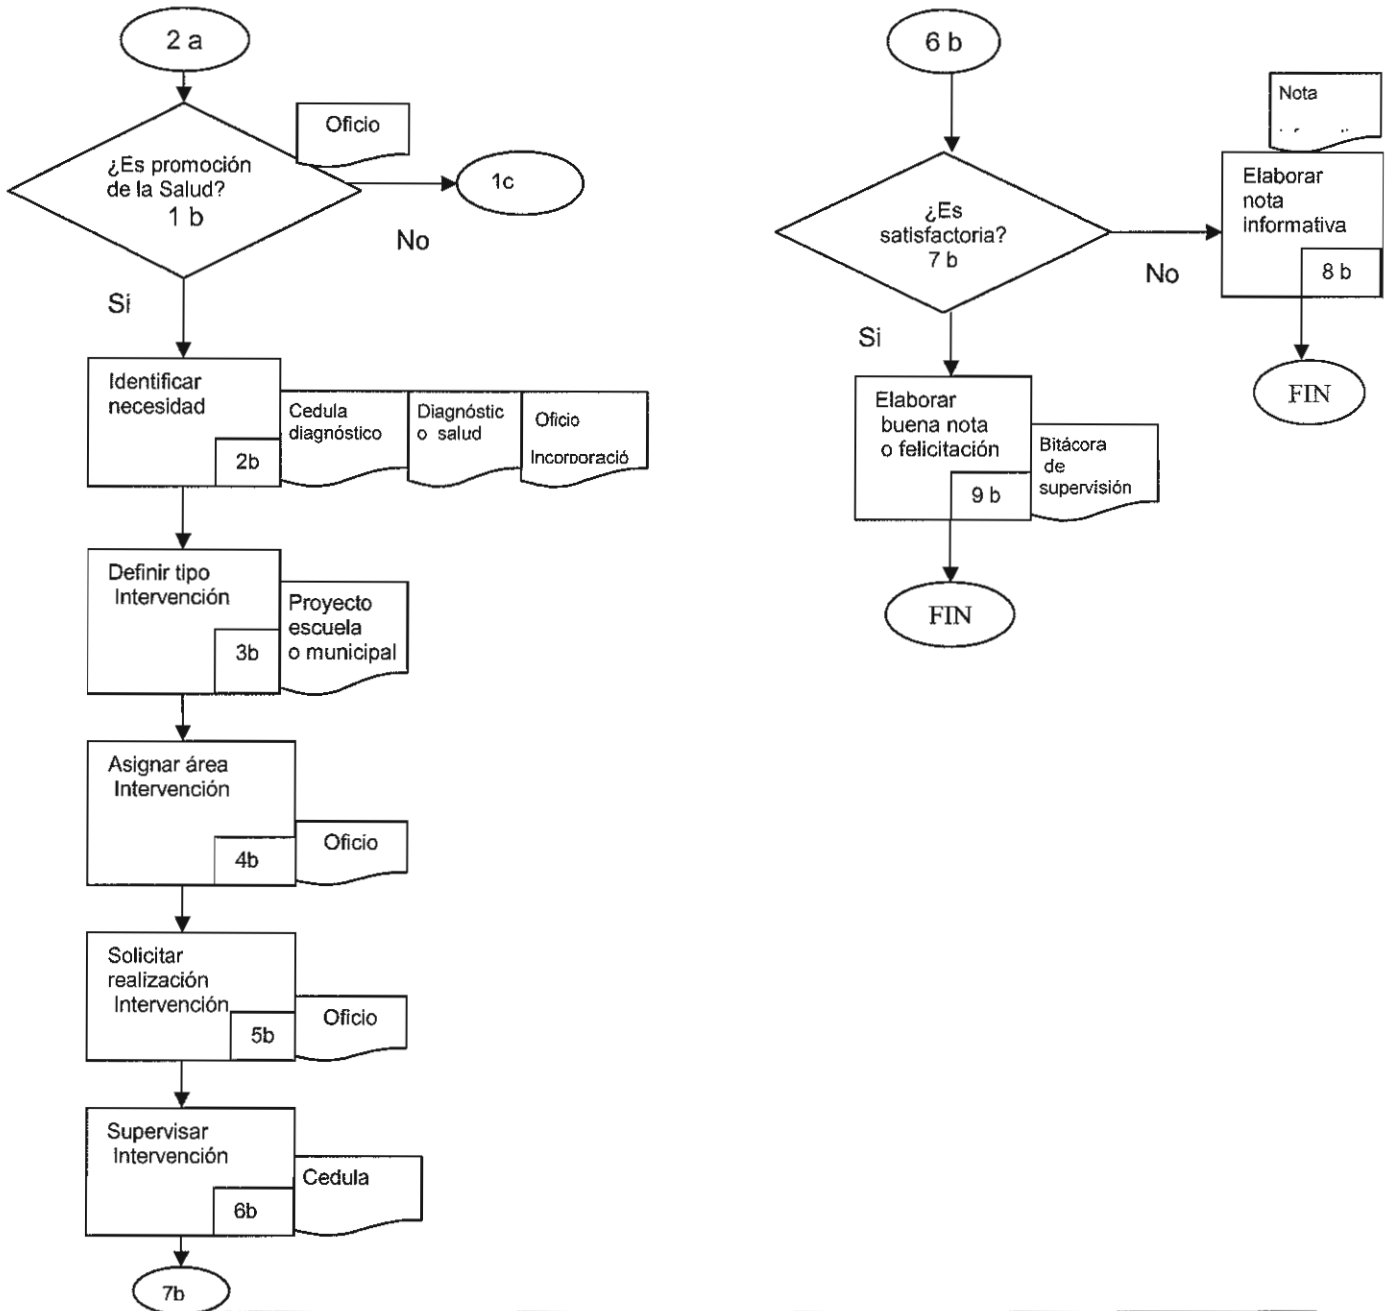 2 a
Oficio
¿Es promoción
de la Salud?
1 b
1c
No
Si
Identificar
necesidad
2b
Cedula
diagnóstico
Diagnóstic
o salud
Oficio
Incorporació
Definir tipo
Intervención
3b
Proyecto
escuela
o municipal
Asignar área
Intervención
4b
Oficio
Solicitar
realización
Intervención
5b
Oficio
Supervisar
Intervención
6b
Cedula
7b
6 b
Nota
¿Es
satisfactoria?
7 b
No
Elaborar
nota
informativa
8 b
FIN
Si
Elaborar
buena nota
o felicitación
9 b
Bitácora
de
supervisión
FIN